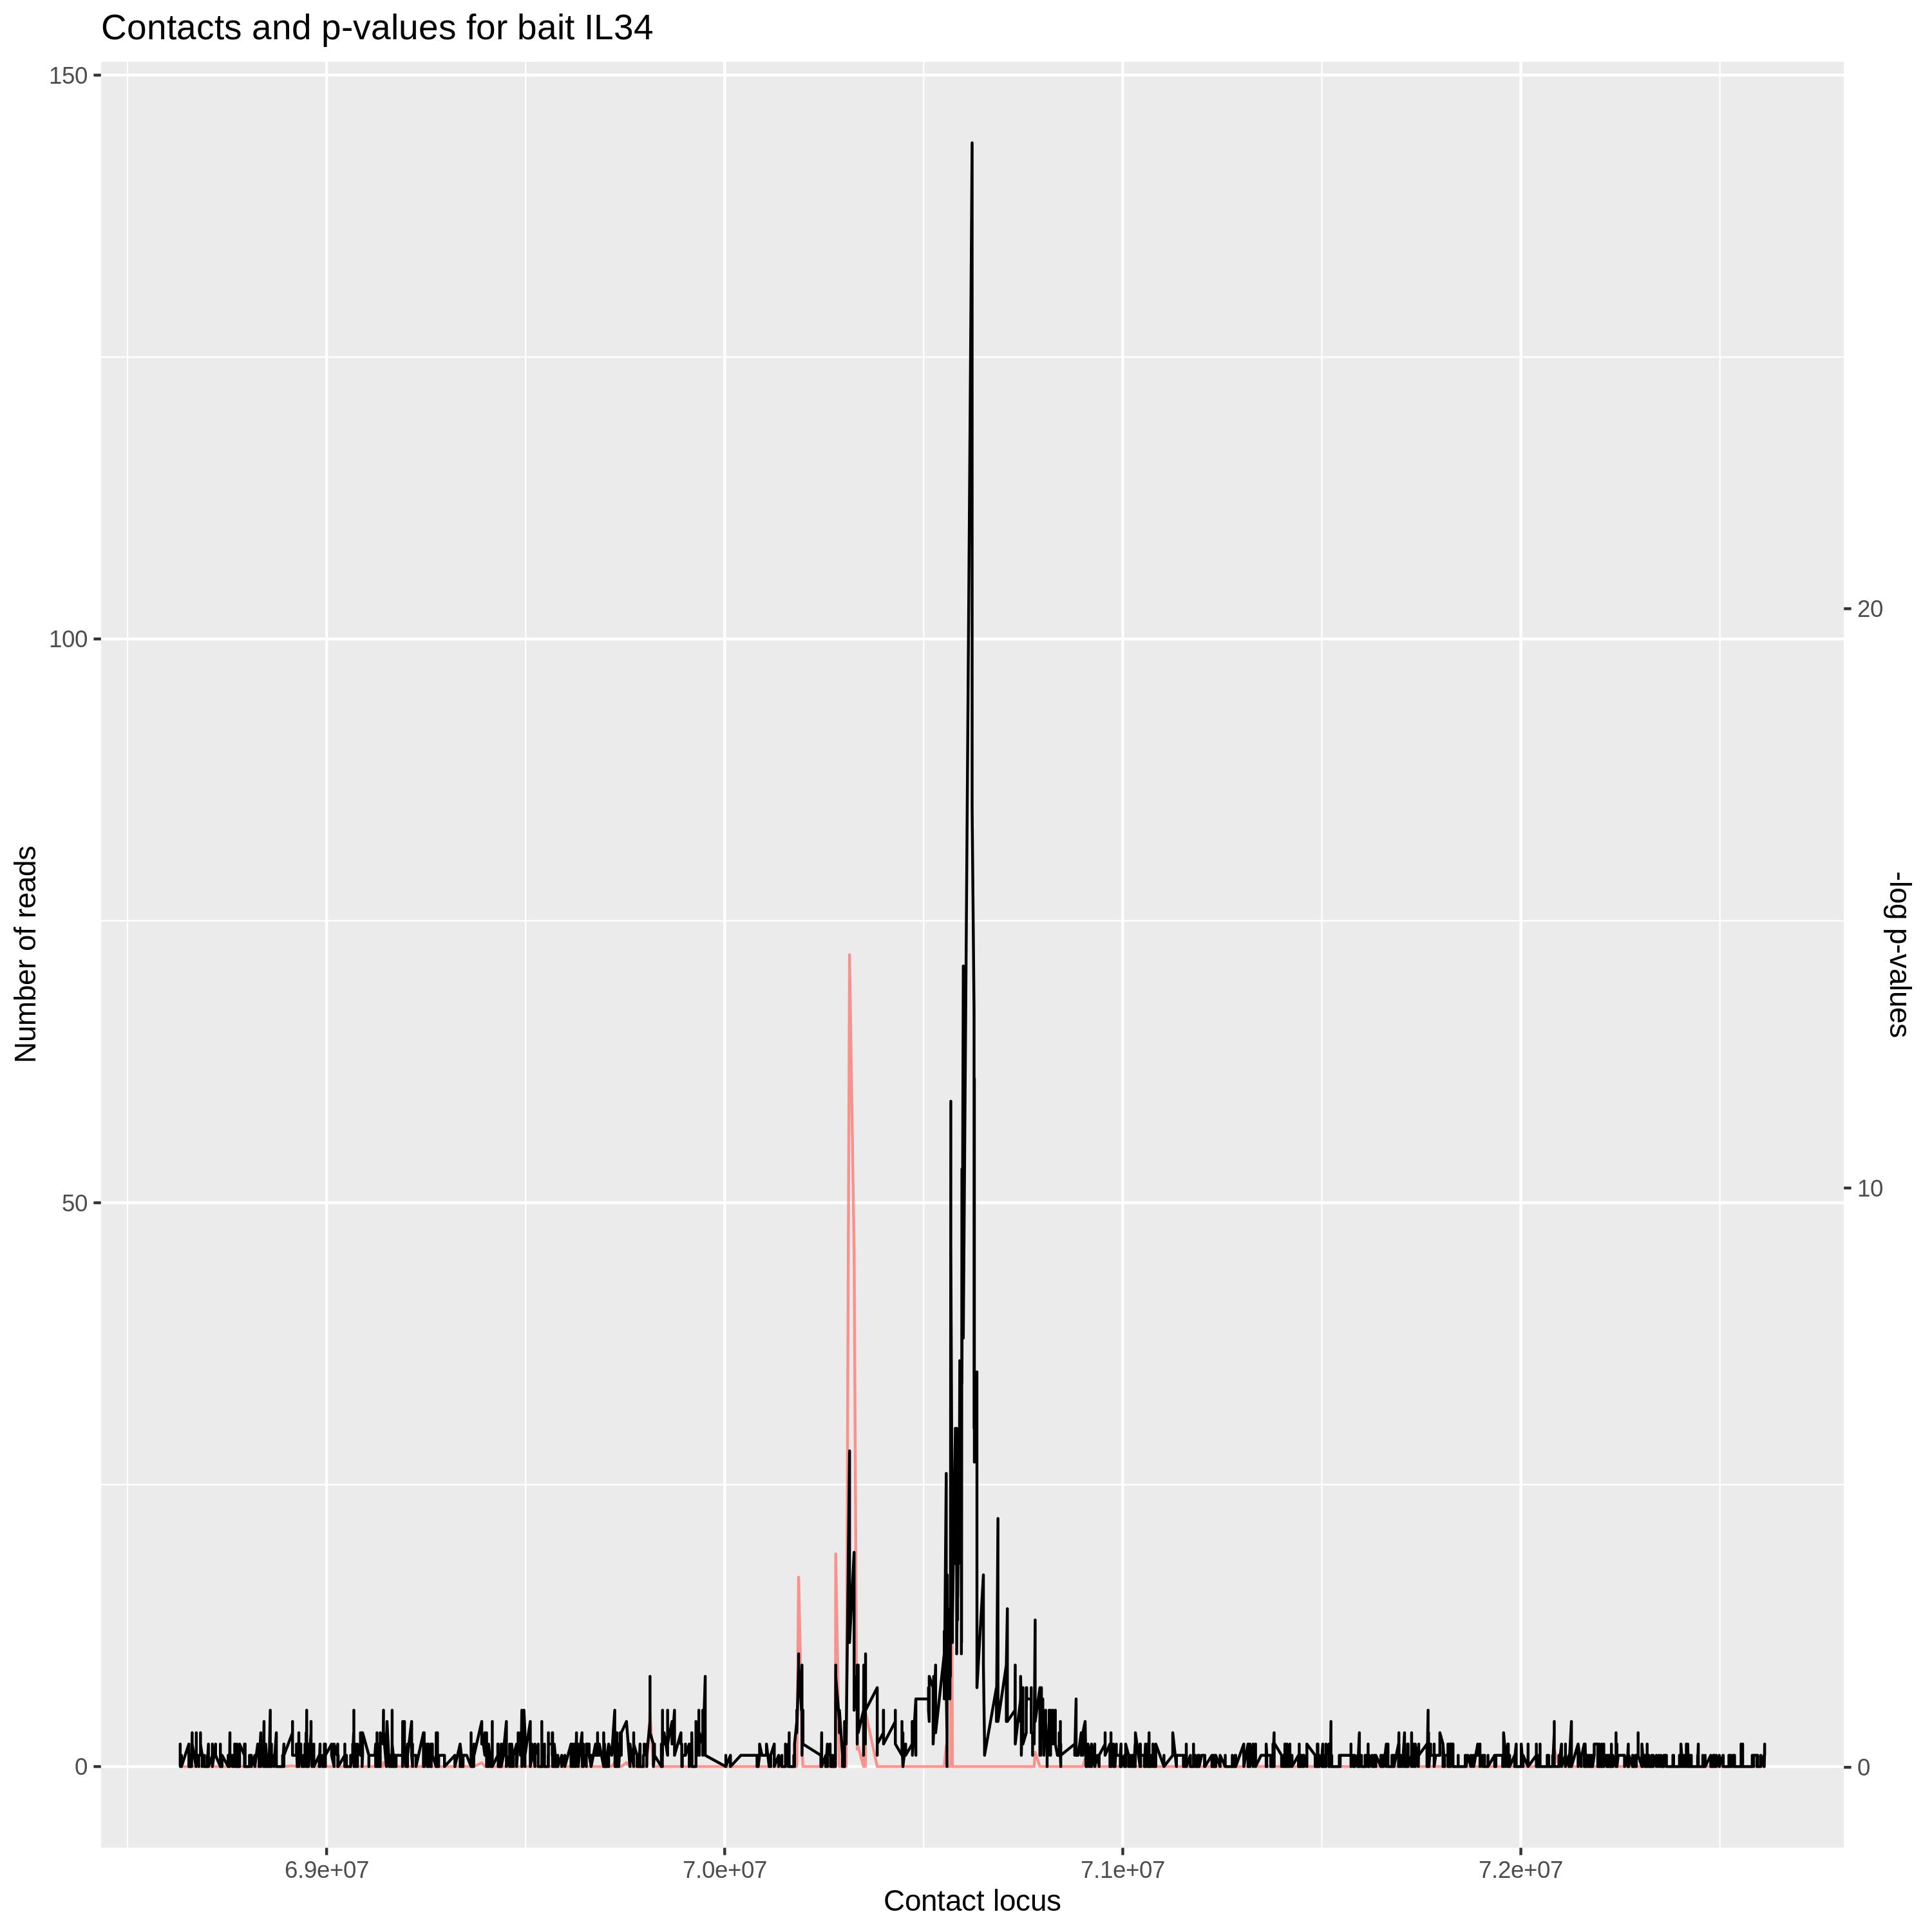 Contacts and p-values for bait IL34
150
100
50
0
Number of reads
20
10
0
-log p-values
6.9e+07 7.0e+07 7.1e+07 7.2e+07
Contact locus